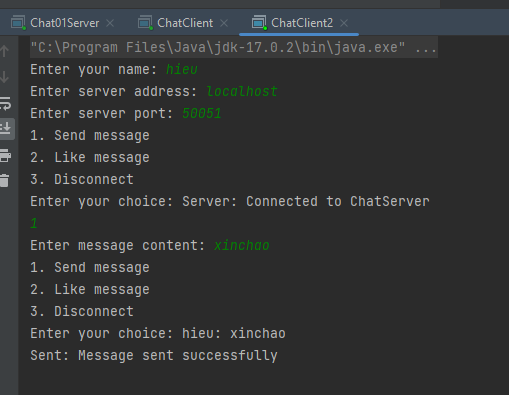 Chat01Server ChatClient ChatClient2
"C:\Program Files\Java\jdk-17.0.2\bin\java.exe" ...
Enter your name: hieu
Enter server address: localhost
Enter server port: 50051
1. Send message
2. Like message
3. Disconnect
Enter your choice: Server: Connected to ChatServer
1
Enter message content: xinchao
1. Send message
2. Like message
3. Disconnect
Enter your choice: hieu: xinchao
Sent: Message sent successfully